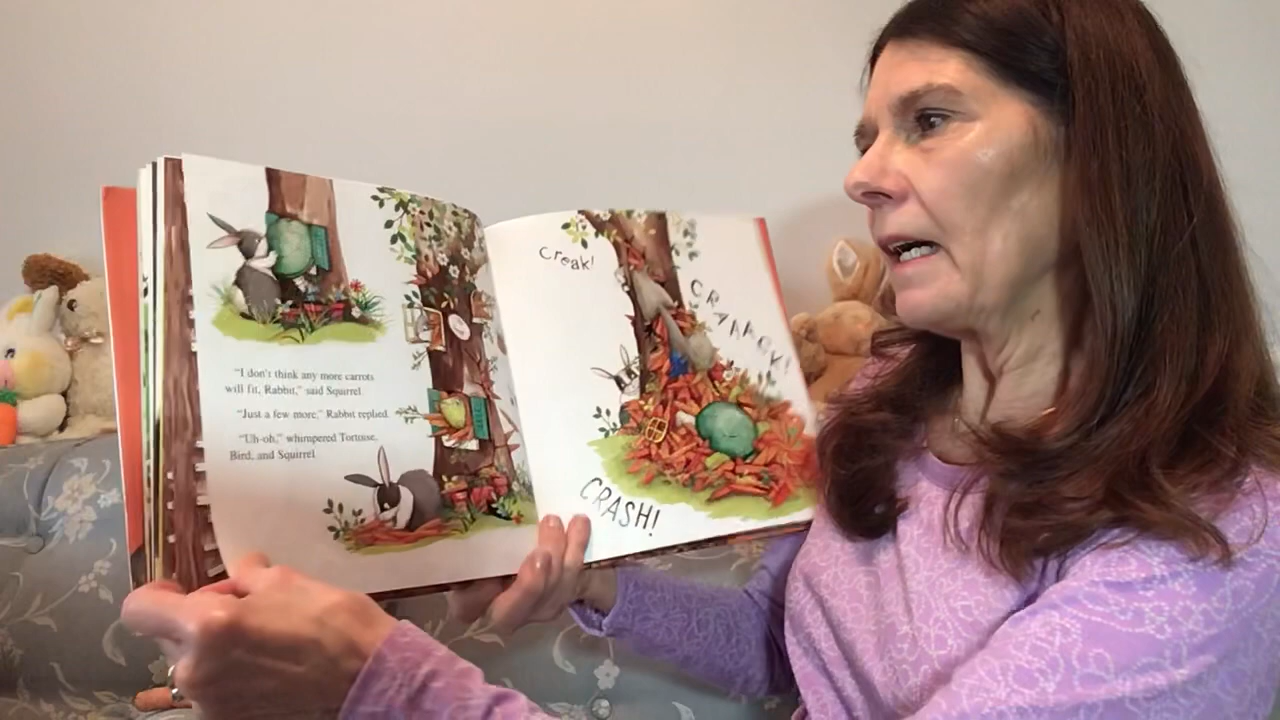 "I don't think any more carrots
will fit, Rabbit," said Squirrel.
"Just a few more," Rabbit replied.
"Uh-oh," whimpered Tortoise,
Bird, and Squirrel.
Creak!
CRAAACK!
CRASH!